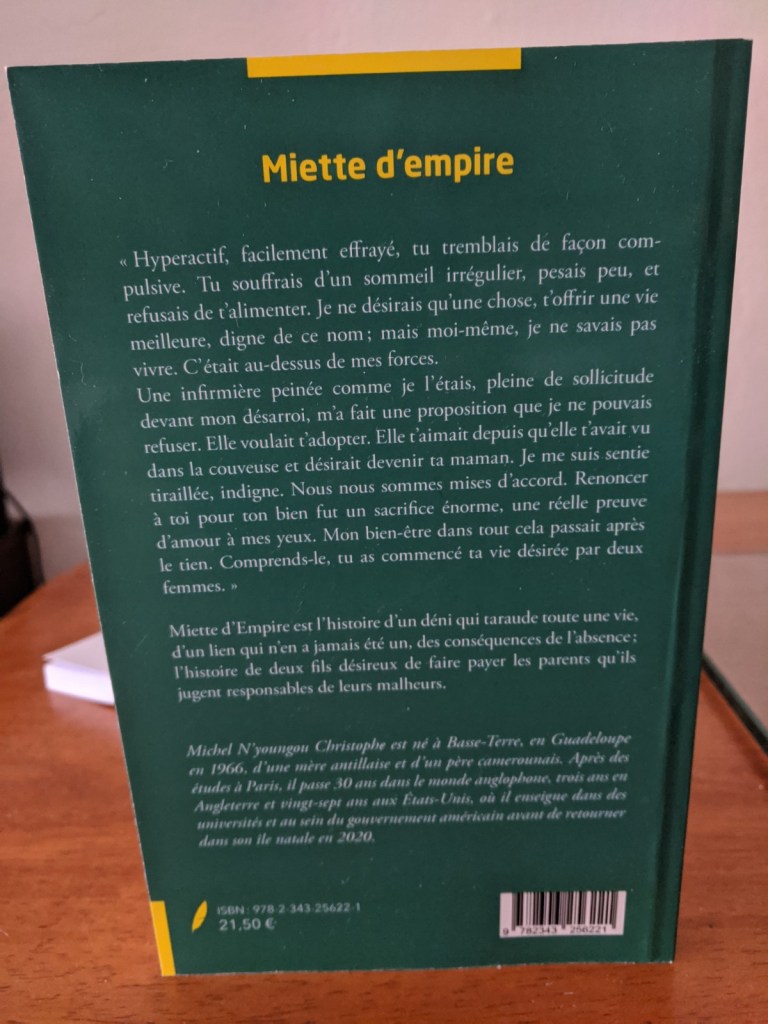 Miette d'empire
« Hyperactif, facilement effrayé, tu tremblais de façon com-
pulsive. Tu souffrais d'un sommeil irrégulier, pesais peu, et
refusais de t'alimenter. Je ne désirais qu'une chose, t'offrir une vie
meilleure, digne de ce nom ; mais moi-même, je ne savais pas
vivre. C'était au-dessus de mes forces.
Une infirmière peinée comme je l'étais, pleine de sollicitude
devant mon désarroi, m'a fait une proposition que je ne pouvais
refuser. Elle voulait t'adopter. Elle t'aimait depuis qu'elle t'avait vu
dans la couveuse et désirait devenir ta maman. Je me suis sentie
tiraillée, indigne. Nous nous sommes mises d'accord. Renoncer
à toi pour ton bien fut un sacrifice énorme, une réelle preuve
d'amour à mes yeux. Mon bien-être dans tout cela passait après
le tien. Comprends-le, tu as commencé ta vie désirée par deux
femmes. »
Miette d'Empire est l'histoire d'un déni qui taraude toute une vie,
d'un lien qui n'en a jamais été un, des conséquences de l'absence ;
l'histoire de deux fils désireux de faire payer les parents qu'ils
jugent responsables de leurs malheurs.
Michel N'youngou Christophe est né à Basse-Terre, en Guadeloupe
en 1966, d'une mère antillaise et d'un père camerounais. Après des
études à Paris, il passe 30 ans dans le monde anglophone, trois ans en
Angleterre et vingt-sept ans aux États-Unis, où il enseigne dans des
universités et au sein du gouvernement américain avant de retourner
dans son île natale en 2020.
ISBN : 978-2-343-25622-1
21,50 €
9 782343 256221